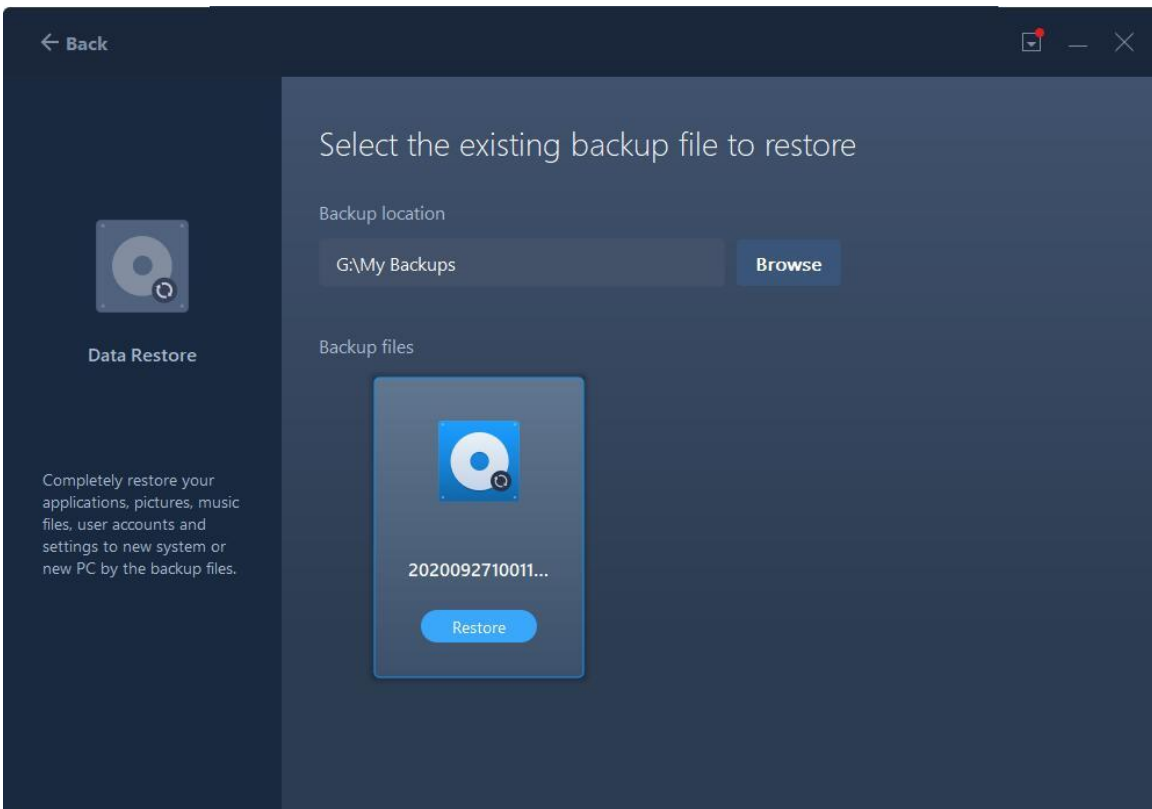 Back
Select the existing backup file to restore
Backup location
G:\My Backups
Browse
Data Restore
Backup files
Completely restore your
applications, pictures, music
files, user accounts and
settings to new system or
new PC by the backup files.
2020092710011...
Restore